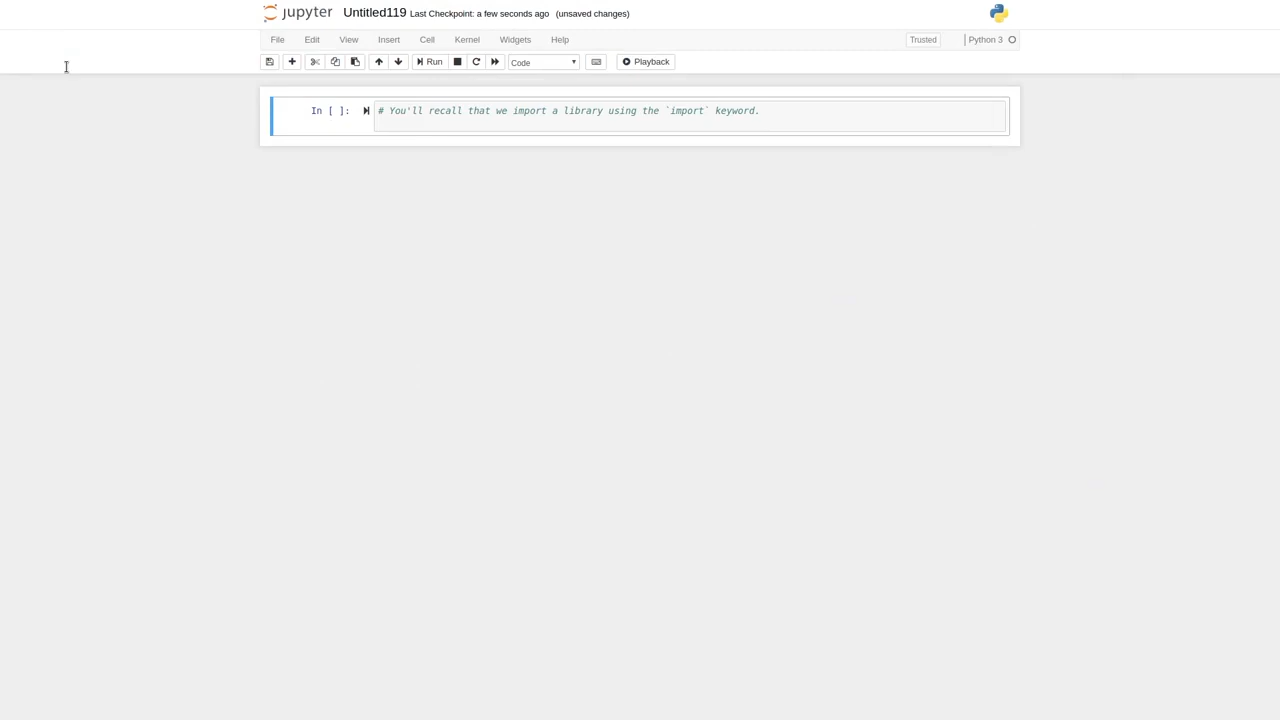 jupyter Untitled119 Last Checkpoint: a few seconds ago (unsaved changes)
File Edit View Insert Cell Kernel Widgets Help Trusted Python 3
Run Code Playback
In [ ]: # You'll recall that we import a library using the `import` keyword.